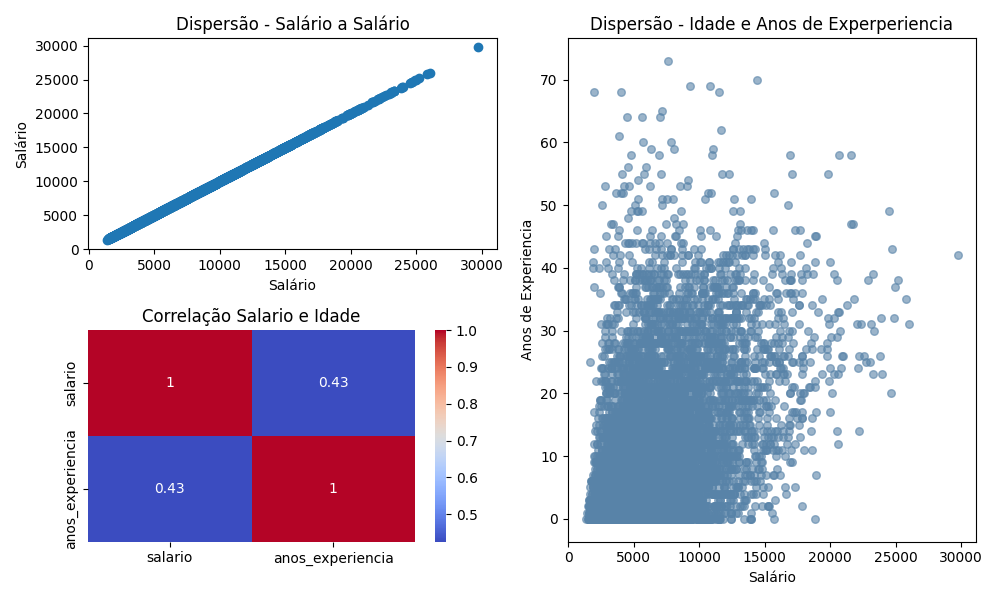 Dispersão - Salário a Salário
30000
25000
20000
15000
10000
5000
0
Salário
0 5000 10000 15000 20000 25000 30000
Salário
Correlação Salario e Idade
salario
anos_experiencia
1 0.43
0.43 1
salario anos_experiencia
1.0
0.9
0.8
0.7
0.6
0.5
Dispersão - Idade e Anos de Experperiencia
70
60
50
40
30
20
10
0
Anos de Experiencia
0 5000 10000 15000 20000 25000 30000
Salário